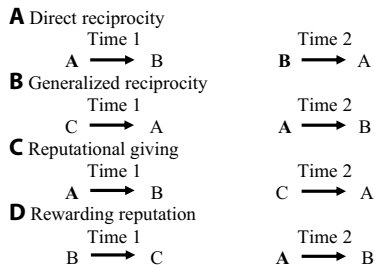 A Direct reciprocity
Time 1 Time 2
A B B A
B Generalized reciprocity
Time 1 Time 2
C A A B
C Reputational giving
Time 1 Time 2
A B C A
D Rewarding reputation
Time 1 Time 2
B C A B